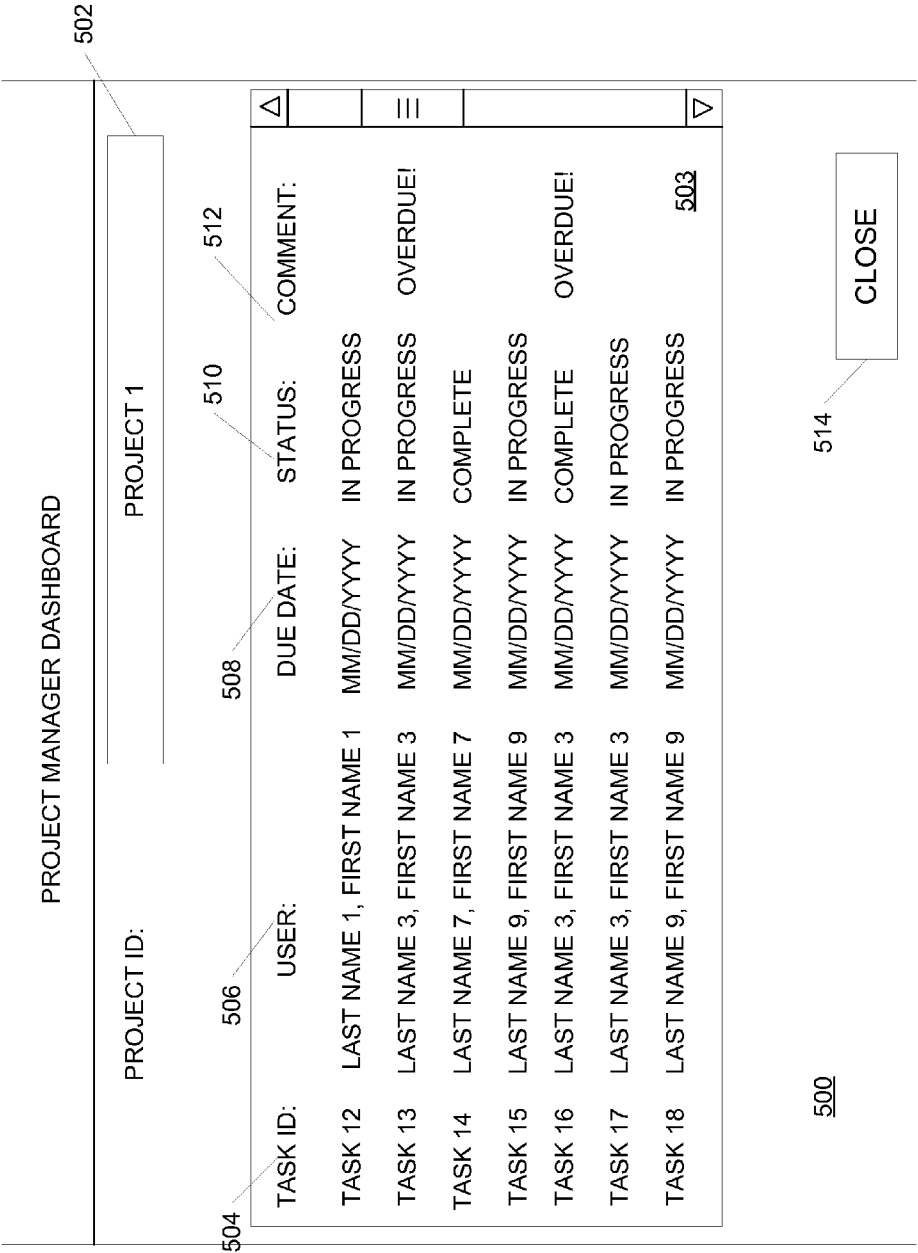 PROJECT MANAGER DASHBOARD
502
PROJECT ID: PROJECT 1
504 506 508 510 512
TASK ID: USER: DUE DATE: STATUS: COMMENT:
TASK 12 LAST NAME 1, FIRST NAME 1 MM/DD/YYYY IN PROGRESS
TASK 13 LAST NAME 3, FIRST NAME 3 MM/DD/YYYY IN PROGRESS OVERDUE!
TASK 14 LAST NAME 7, FIRST NAME 7 MM/DD/YYYY COMPLETE
TASK 15 LAST NAME 9, FIRST NAME 9 MM/DD/YYYY IN PROGRESS
TASK 16 LAST NAME 3, FIRST NAME 3 MM/DD/YYYY COMPLETE OVERDUE!
TASK 17 LAST NAME 3, FIRST NAME 3 MM/DD/YYYY IN PROGRESS
TASK 18 LAST NAME 9, FIRST NAME 9 MM/DD/YYYY IN PROGRESS
503
500 514 CLOSE